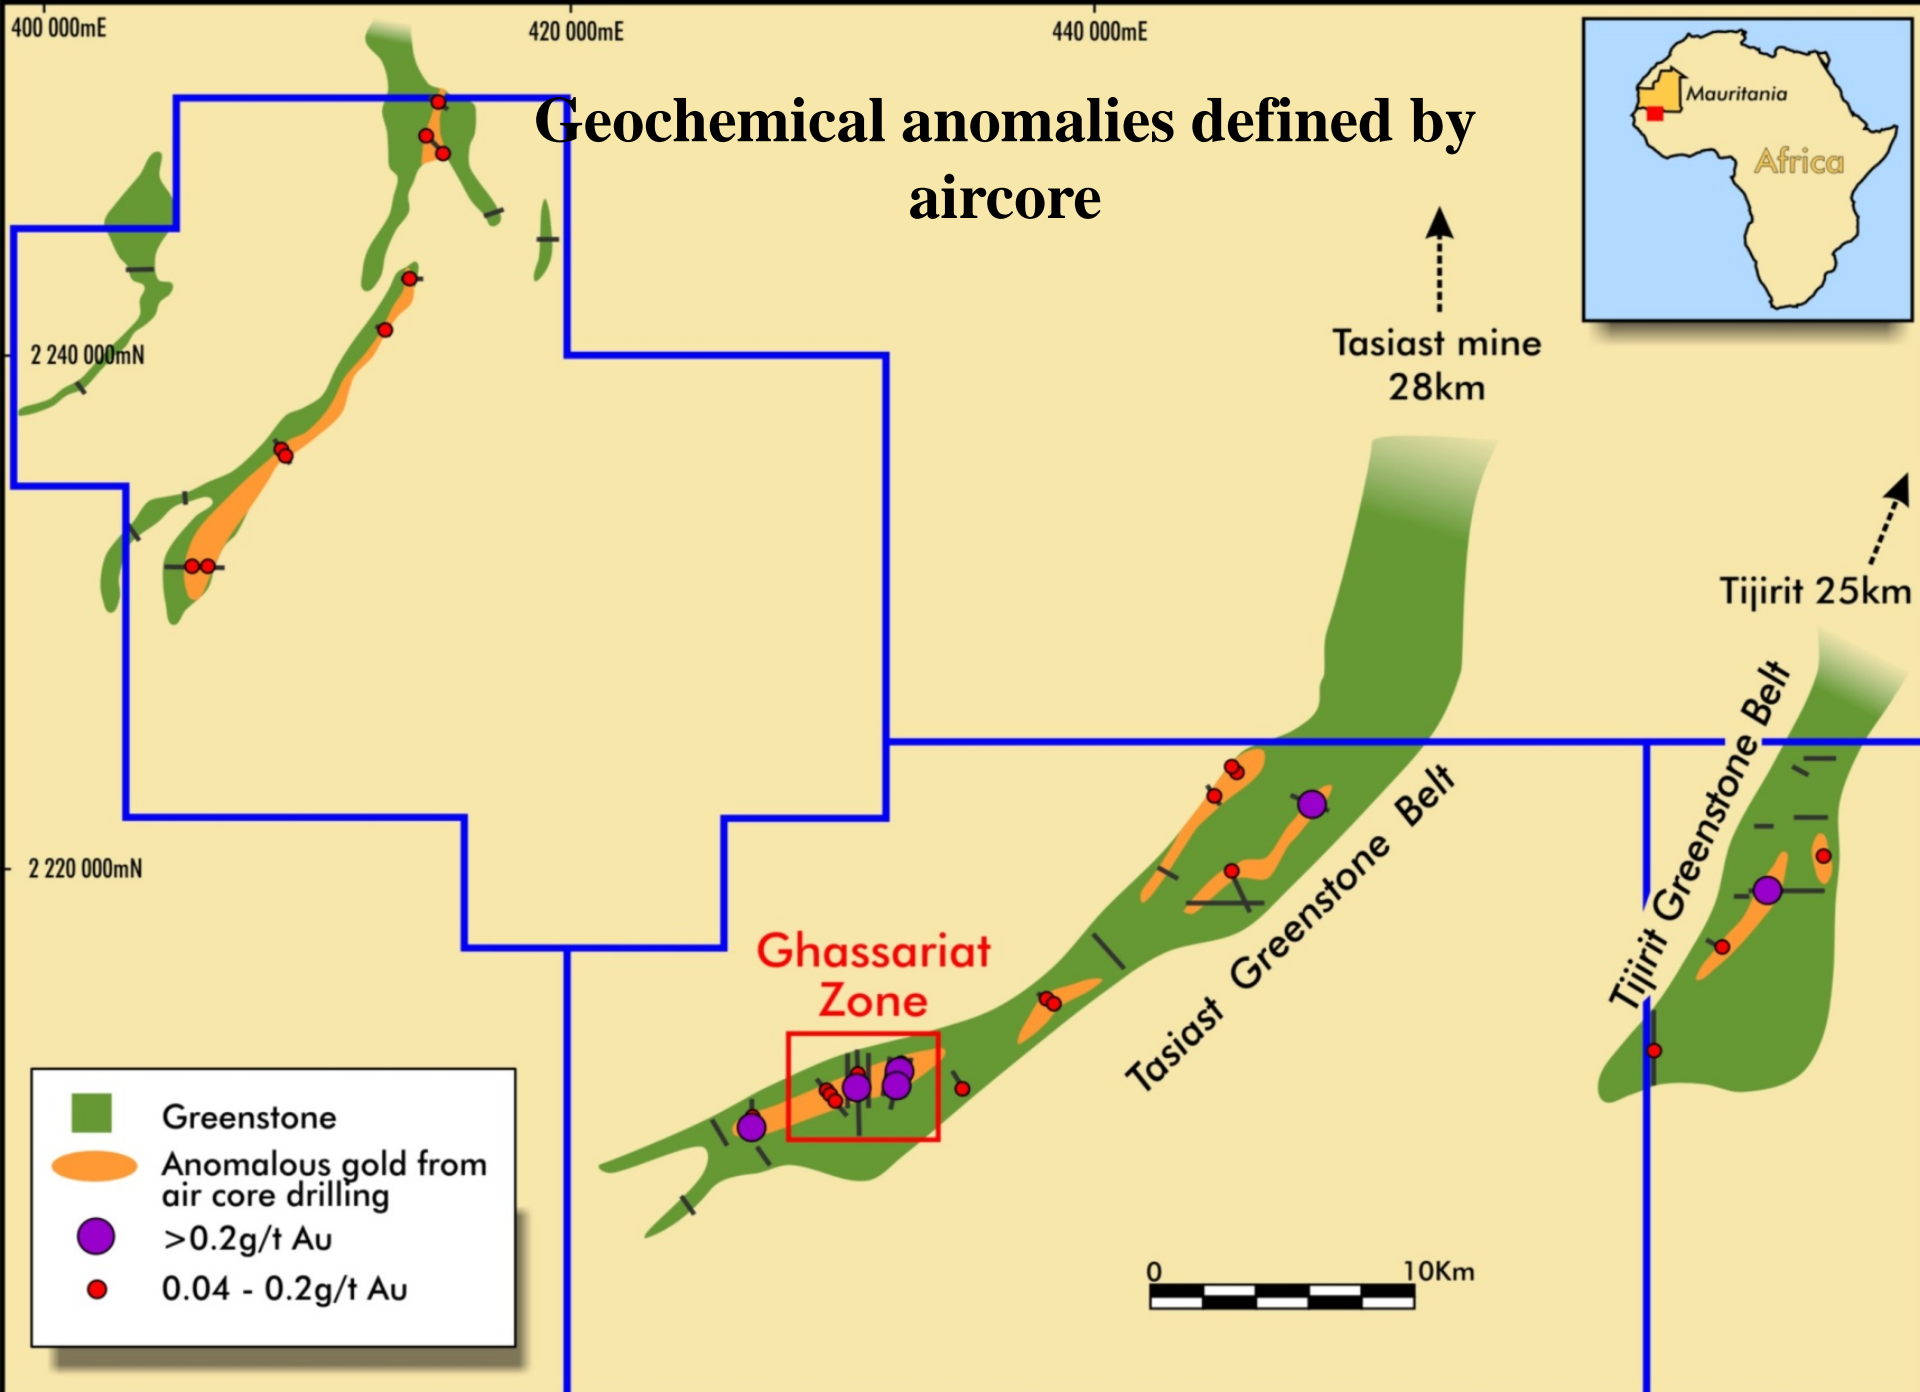 400 000mE
420 000mE
440 000mE
Geochemical anomalies defined by
aircore
Mauritania
Africa
2 240 000mN
Tasiast mine
28km
Tijirit 25km
2 220 000mN
Tasiast Greenstone Belt
Tijirit Greenstone Belt
Ghassariat
Zone
Greenstone
Anomalous gold from
air core drilling
>0.2g/t Au
0.04 - 0.2g/t Au
0 10Km